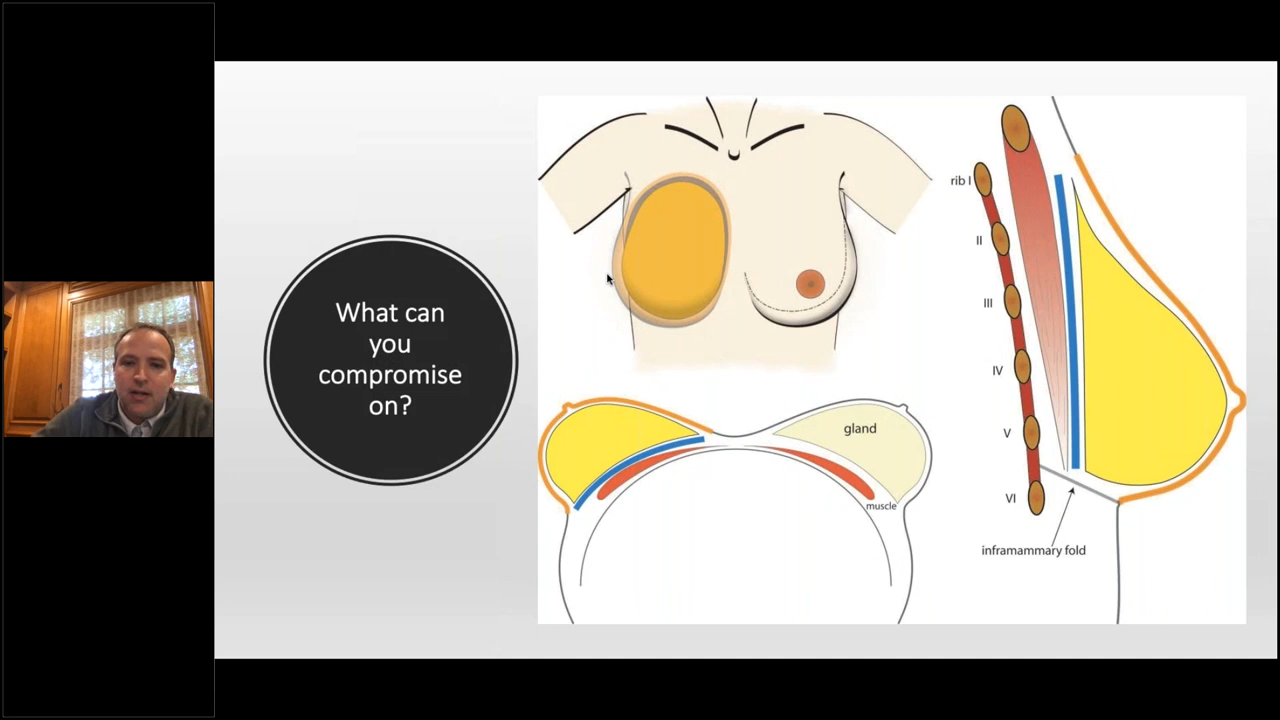 What can
you
compromise
on?
rib I
II
III
IV
V
VI
inframammary fold
gland
muscle